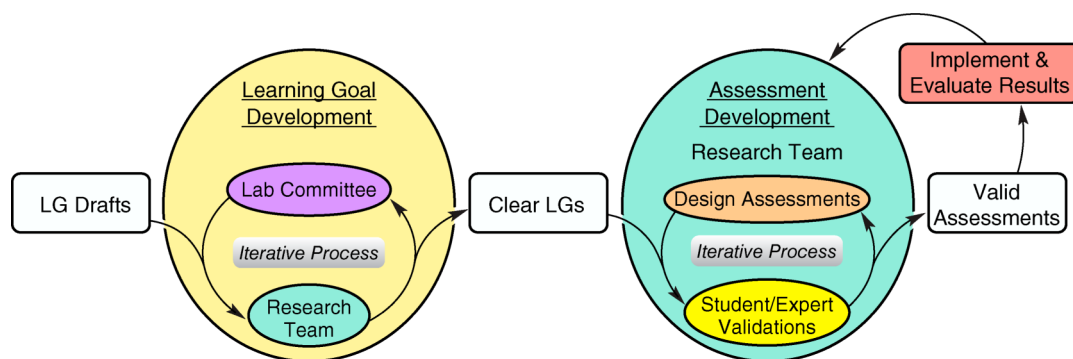 LG Drafts
Learning Goal
Development
Lab Committee
Iterative Process
Research
Team
Clear LGs
Assessment
Development
Research Team
Design Assessments
Iterative Process
Student/Expert
Validations
Valid
Assessments
Implement &
Evaluate Results